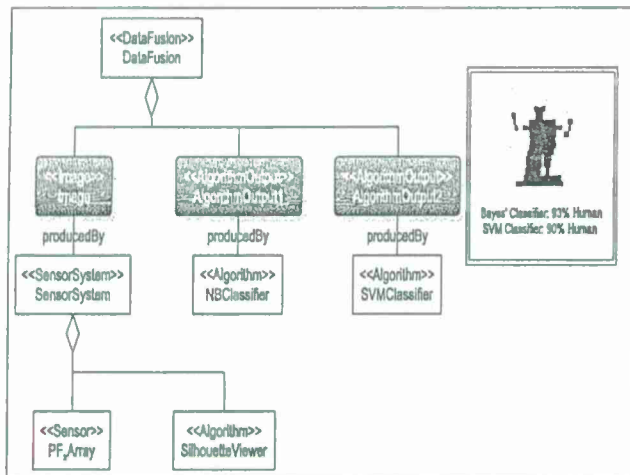 <<DataFusion>>
DataFusion
<<Image>>
Image
<<AlgorithmOutput>>
AlgorithmOutput1
<<AlgorithmOutput>>
AlgorithmOutput2
producedBy
producedBy
producedBy
<<SensorSystem>>
SensorSystem
<<Algorithm>>
NBClassifier
<<Algorithm>>
SVMClassifier
Bayes' Classifier: 93% Human
SVM Classifier: 90% Human
<<Sensor>>
<<Algorithm>>
SilhouetteViewer